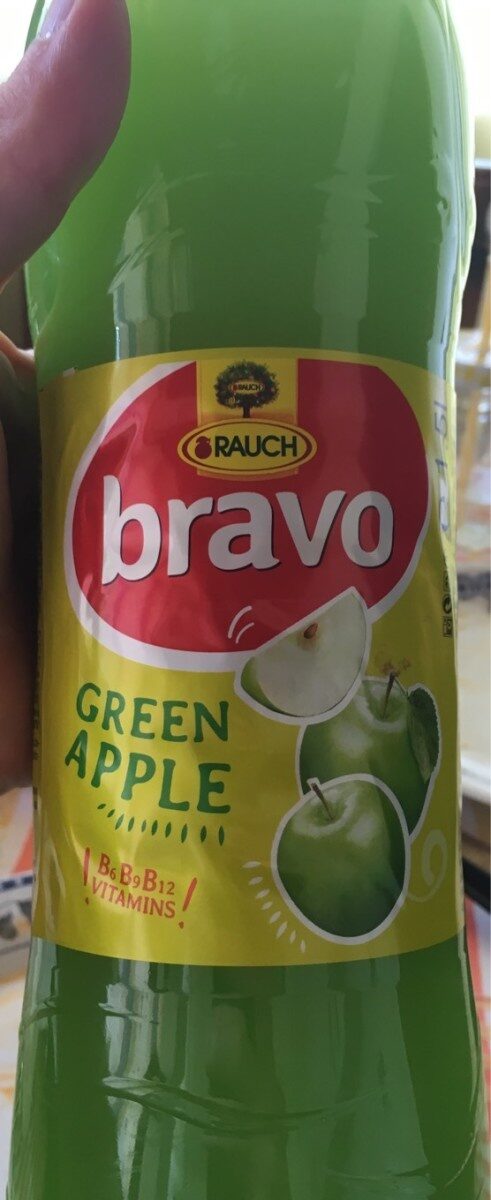 RAUCH
RAUCH
bravo
GREEN
APPLE
B6 B9 B12
VITAMINS